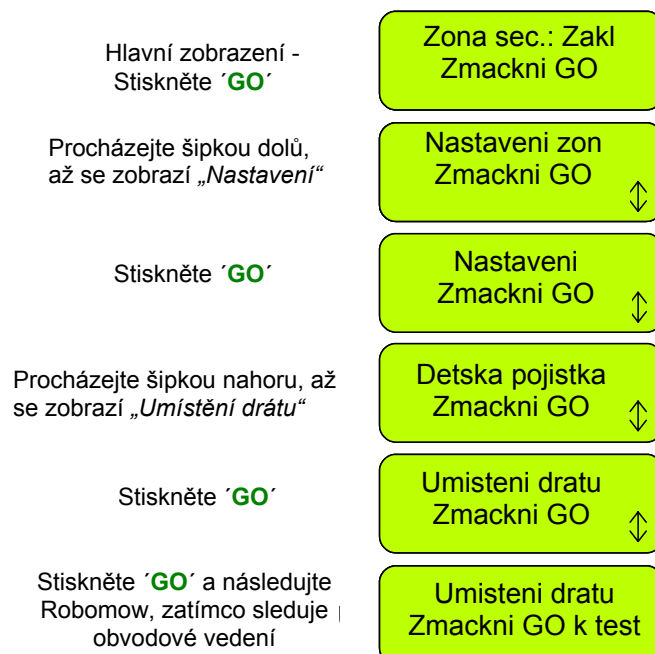 Hlavní zobrazení -
Stiskněte ´GO´
Zona sec.: Zakl
Zmackni GO
Procházejte šipkou dolů,
až se zobrazí „Nastavení“
Nastaveni zon
Zmackni GO
Stiskněte ´GO´
Nastaveni
Zmackni GO
Procházejte šipkou nahoru, až
se zobrazí „Umístění drátu“
Detska pojistka
Zmackni GO
Stiskněte ´GO´
Umisteni dratu
Zmackni GO
Stiskněte ´GO´ a následujte
Robomow, zatímco sleduje
obvodové vedení
Umisteni dratu
Zmackni GO k test